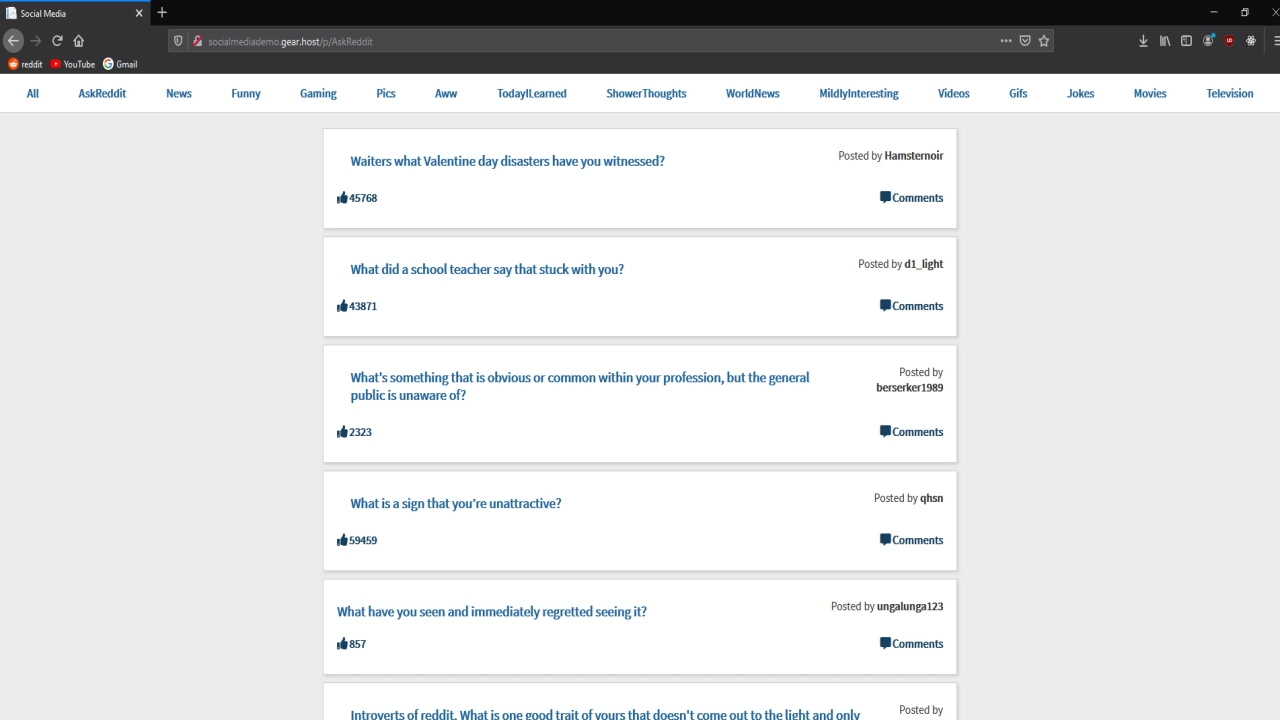 Social Media
socialmediademo.gear.host/p/AskReddit
reddit YouTube Gmail
All AskReddit News Funny Gaming Pics Aww TodayILearned ShowerThoughts WorldNews MildlyInteresting Videos Gifs Jokes Movies Television
Waiters what Valentine day disasters have you witnessed?
Posted by Hamsternoir
45768
Comments
What did a school teacher say that stuck with you?
Posted by d1_light
43871
Comments
What's something that is obvious or common within your profession, but the general
public is unaware of?
Posted by
berserker1989
2323
Comments
What is a sign that you’re unattractive?
Posted by qhsn
59459
Comments
What have you seen and immediately regretted seeing it?
Posted by ungalunga123
857
Comments
Introverts of reddit. What is one good trait of yours that doesn't come out to the light and only
Posted by